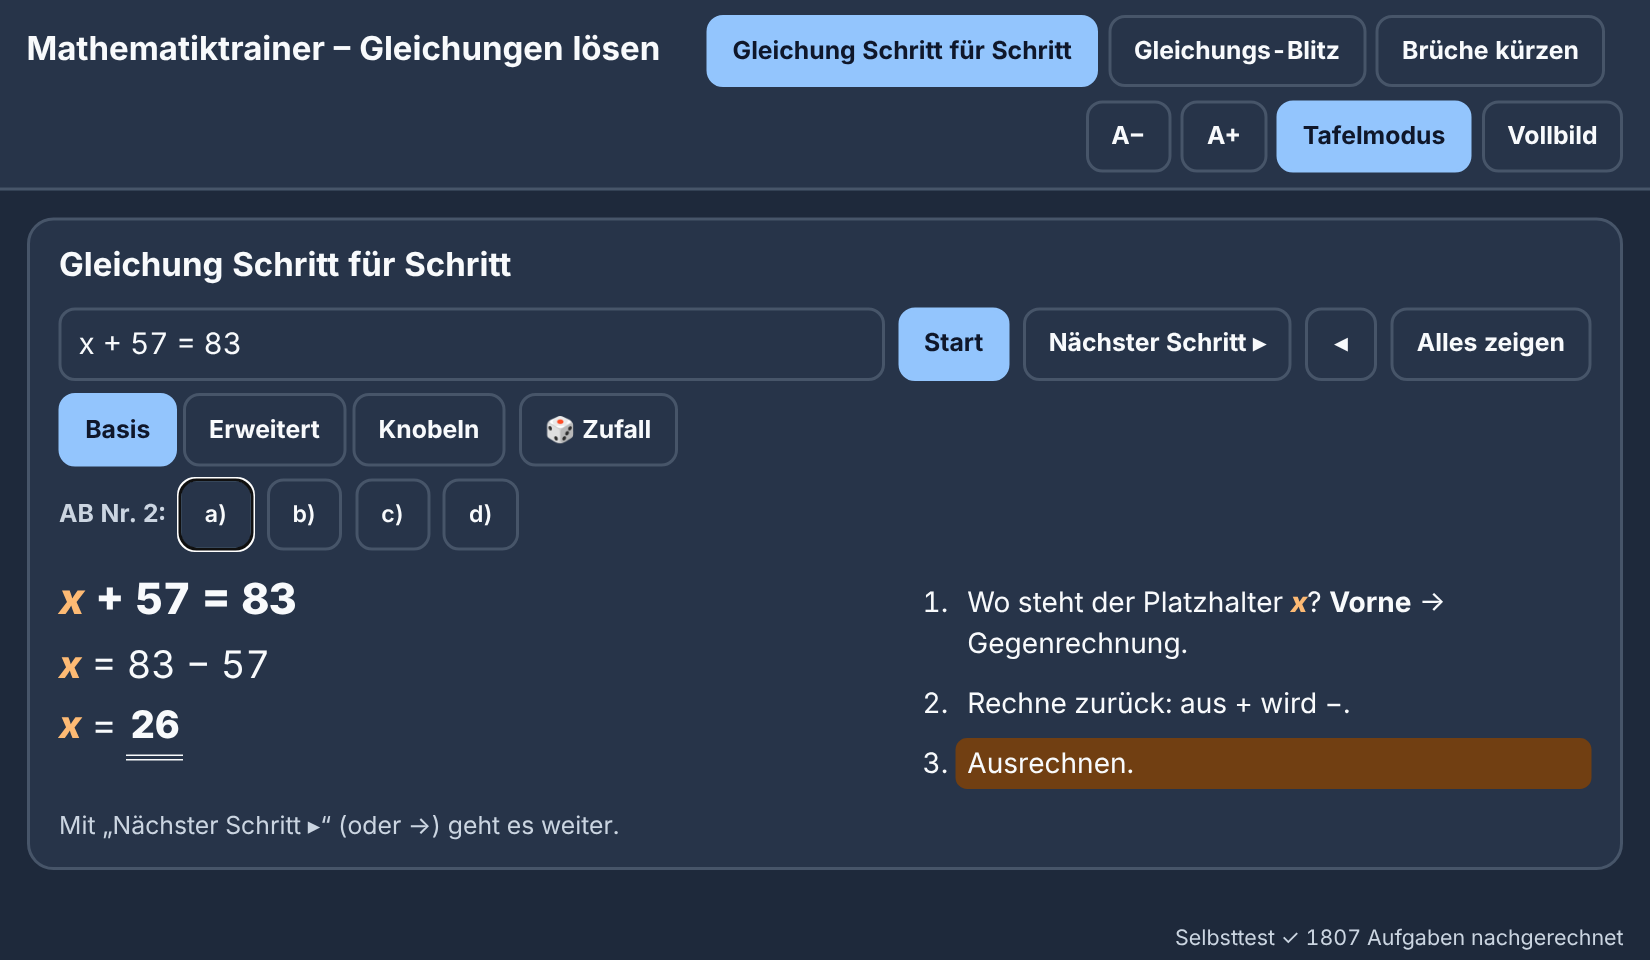 Mathematiktrainer – Gleichungen lösen
Gleichung Schritt für Schritt
Gleichungs-Blitz
Brüche kürzen
A−
A+
Tafelmodus
Vollbild
Gleichung Schritt für Schritt
x + 57 = 83
Start
Nächster Schritt ▸
◂
Alles zeigen
Basis
Erweitert
Knobeln
🎲 Zufall
AB Nr. 2:
a)
b)
c)
d)
x + 57 = 83
x = 83 − 57
x = 26
1. Wo steht der Platzhalter x? Vorne →
Gegenrechnung.
2. Rechne zurück: aus + wird −.
3. Ausrechnen.
Mit „Nächster Schritt ▸“ (oder →) geht es weiter.
Selbsttest ✓ 1807 Aufgaben nachgerechnet